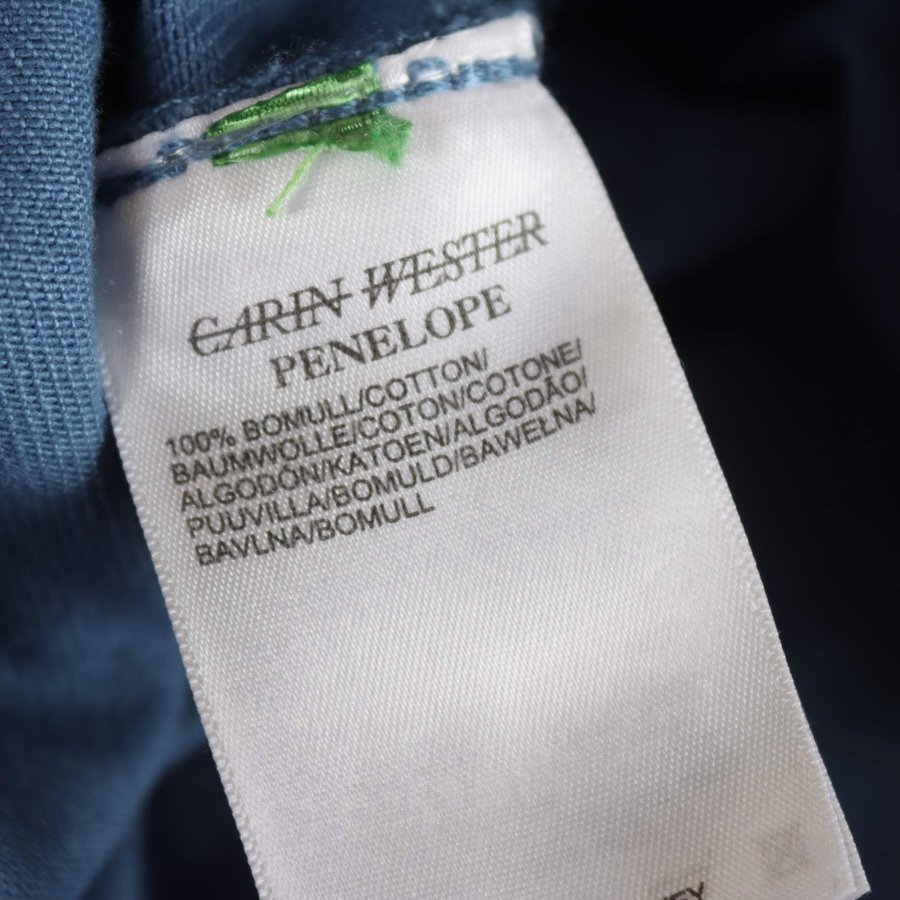 CARIN WESTER
PENELOPE
100% BOMULL/COTTON/
BAUMWOLLE/COTON/COTONE/
ALGODÓN/KATOEN/ALGODÃO/
PUUVILLA/BOMULD/BAWEŁNA/
BAVLNA/BOMULL